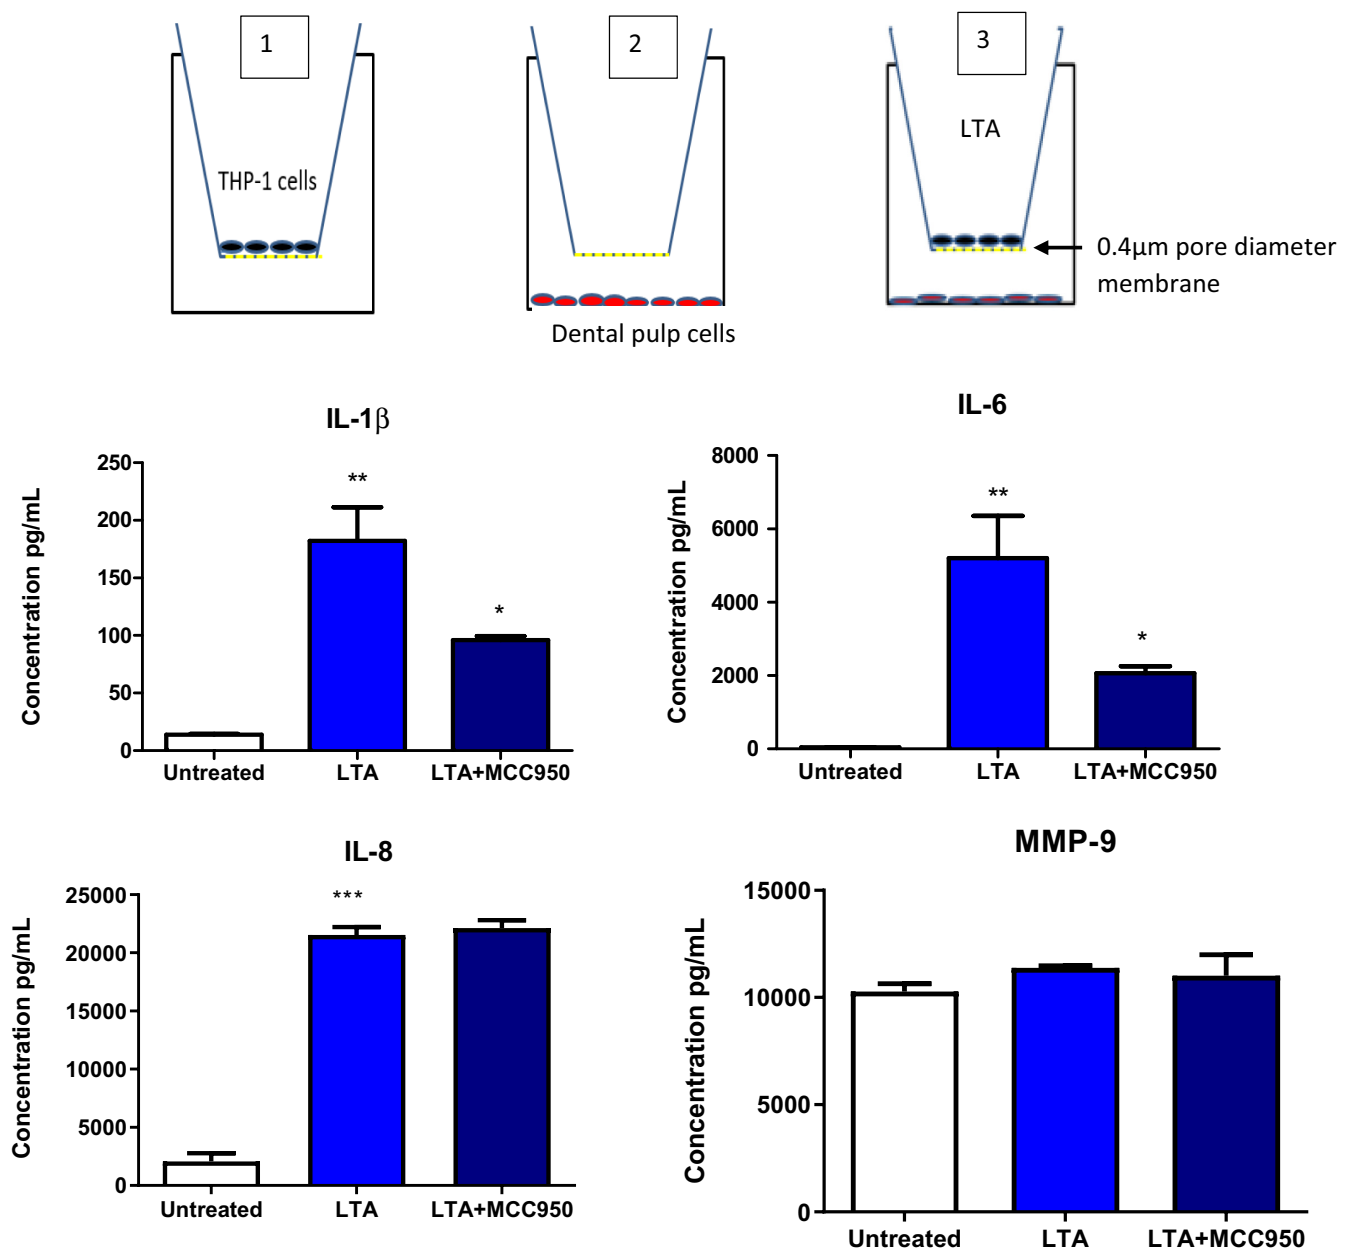 1
2
3
THP-1 cells
LTA
0.4µm pore diameter
membrane
Dental pulp cells
IL-1β
Concentration pg/mL
250
200
150
100
50
0
**
*
Untreated
LTA
LTA+MCC950
IL-6
Concentration pg/mL
8000
6000
4000
2000
0
**
*
Untreated
LTA
LTA+MCC950
IL-8
Concentration pg/mL
25000
20000
15000
10000
5000
0
***
Untreated
LTA
LTA+MCC950
MMP-9
Concentration pg/mL
15000
10000
5000
0
Untreated
LTA
LTA+MCC950